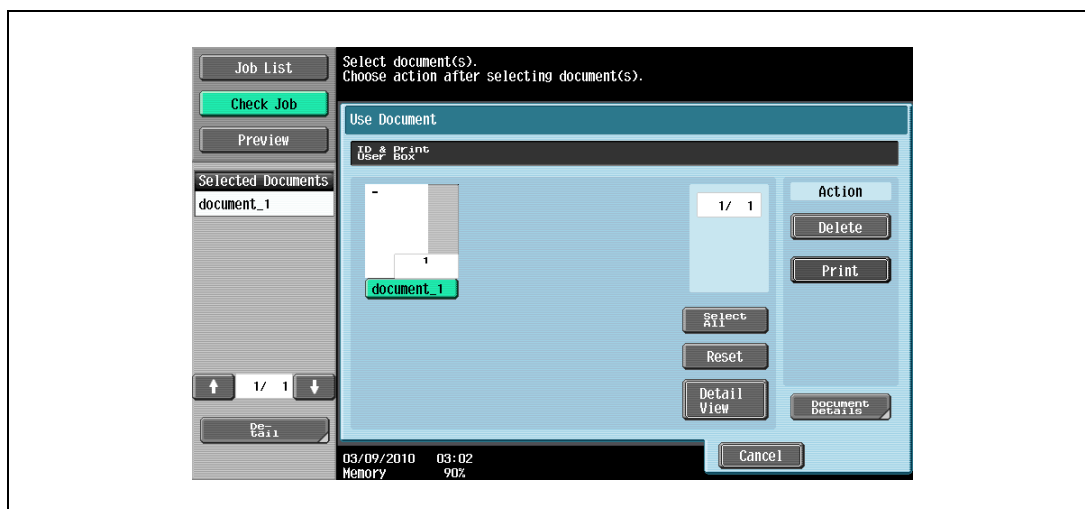 Job List
Check Job
Preview
Selected Documents
document_1
1/ 1
De-
tail
Select document(s).
Choose action after selecting document(s).
Use Document
ID & Print
User Box
1
document_1
1/ 1
Select
All
Reset
Detail
View
Action
Delete
Print
Document
Details
Cancel
03/09/2010 03:02
Memory 90%